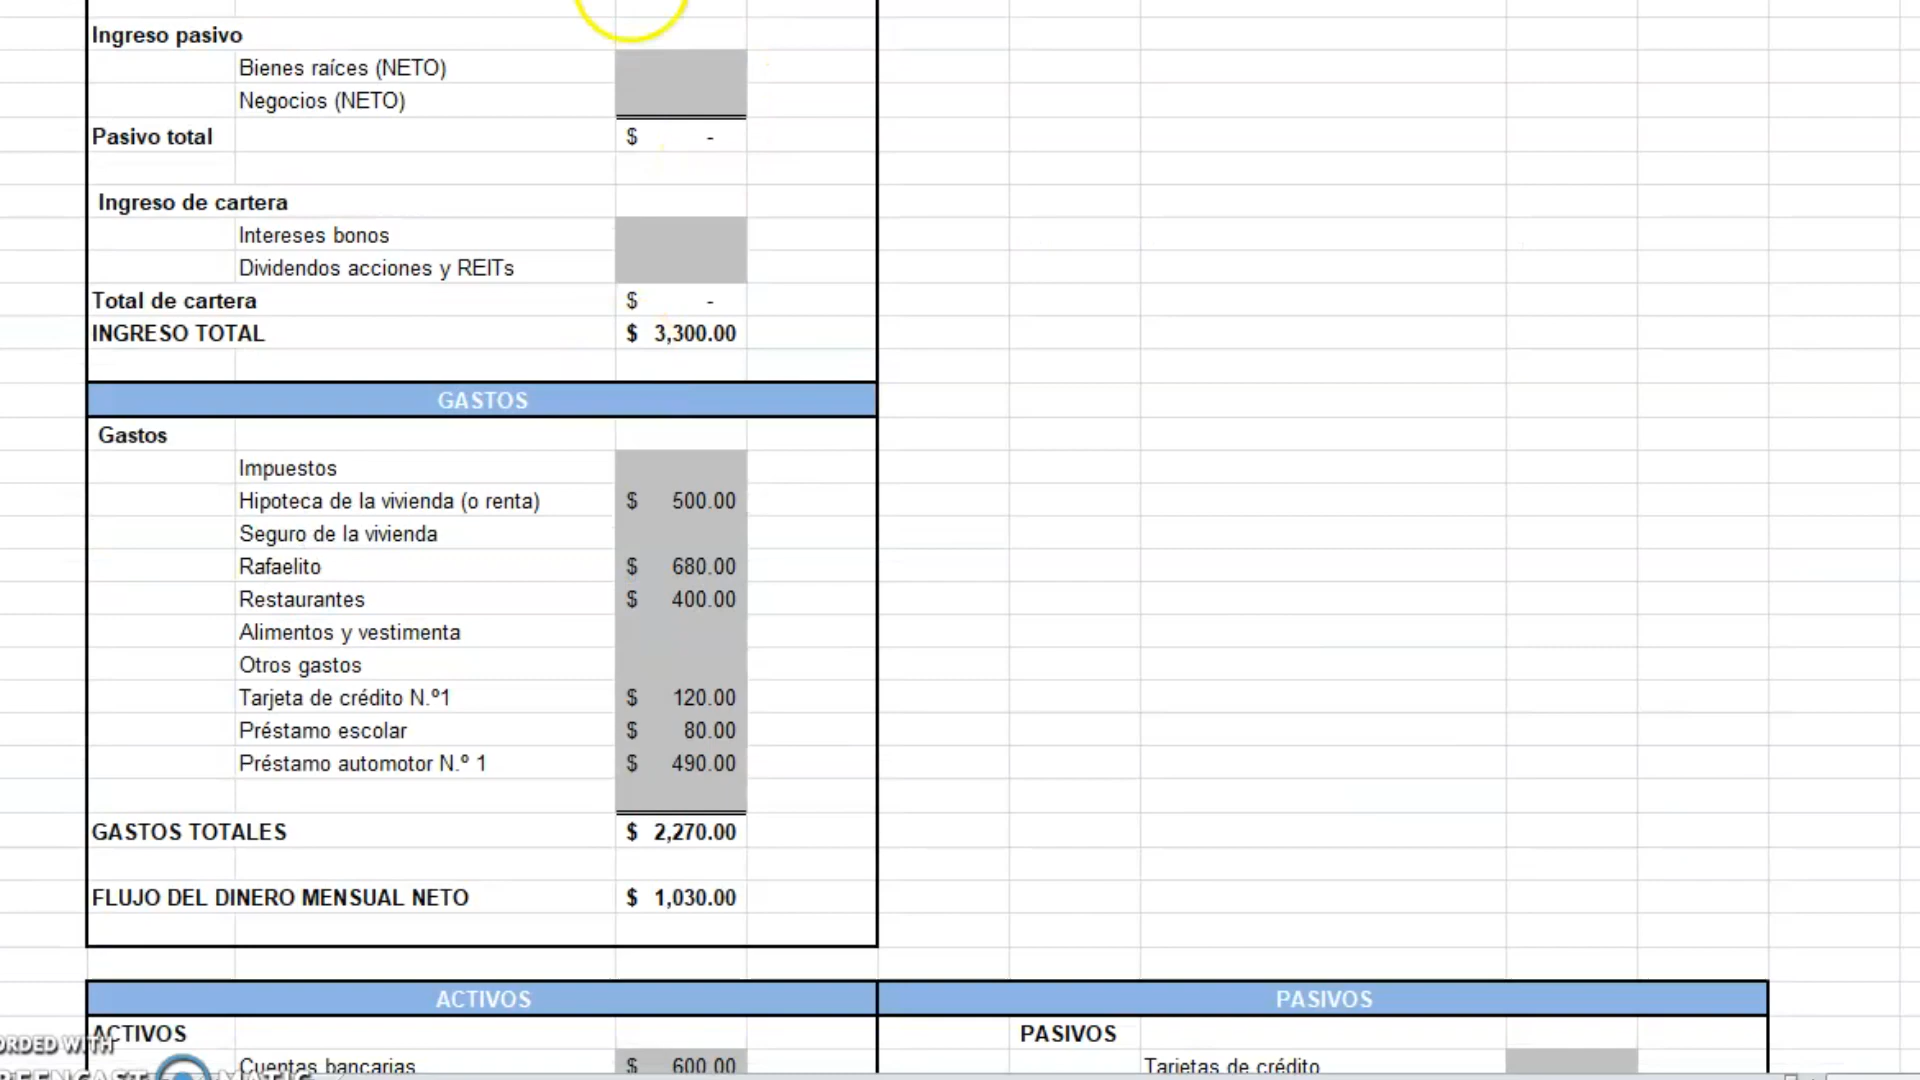 Ingreso pasivo
Bienes raíces (NETO)
Negocios (NETO)
Pasivo total $ -
Ingreso de cartera
Intereses bonos
Dividendos acciones y REITs
Total de cartera $ -
INGRESO TOTAL $ 3,300.00
GASTOS
Gastos
Impuestos
Hipoteca de la vivienda (o renta) $ 500.00
Seguro de la vivienda
Rafaelito $ 680.00
Restaurantes $ 400.00
Alimentos y vestimenta
Otros gastos
Tarjeta de crédito N.º1 $ 120.00
Préstamo escolar $ 80.00
Préstamo automotor N.º 1 $ 490.00
GASTOS TOTALES $ 2,270.00
FLUJO DEL DINERO MENSUAL NETO $ 1,030.00
ACTIVOS PASIVOS
ACTIVOS PASIVOS
Cuentas bancarias $ 600.00 Tarjetas de crédito
ORDED WITH